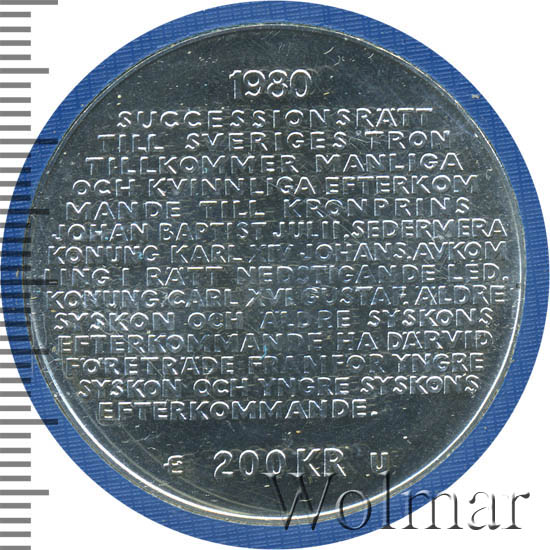 1980
SUCCESSIONSRÄTT
TILL SVERIGES TRON
TILLKOMMER MANLIGA
OCH KVINNLIGA EFTERKOM
MANDE TILL KRONPRINS
JOHAN BAPTIST JULII, SEDERMERA
KONUNG KARL XIV JOHANS, AVKOM
LING I RÄTT NEDSTIGANDE LED,
KONUNG CARL XVI GUSTAF. ÄLDRE
SYSKON OCH ÄLDRE SYSKONS
EFTERKOMMANDE HA DÄRVID
FÖRETRÄDE FRAMFÖR YNGRE
SYSKON OCH YNGRE SYSKONS
EFTERKOMMANDE.
200 KR U
Wolmar